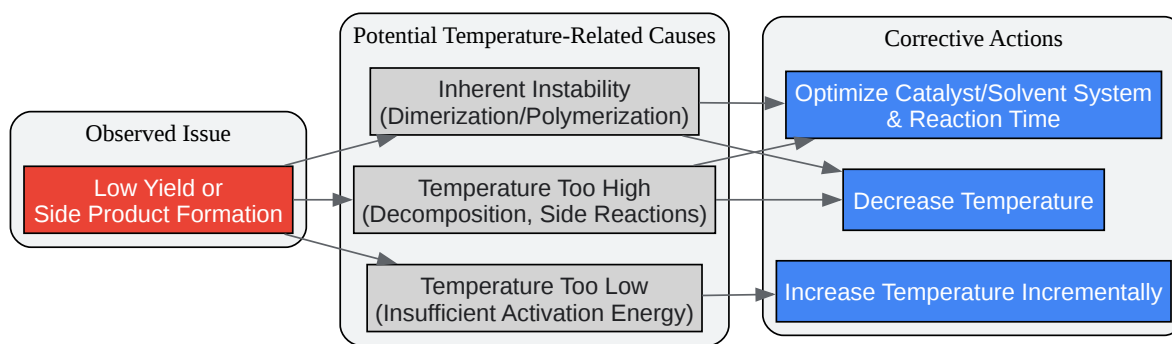 Observed Issue
Low Yield or
Side Product Formation
Potential Temperature-Related Causes
Inherent Instability
(Dimerization/Polymerization)
Temperature Too High
(Decomposition, Side Reactions)
Temperature Too Low
(Insufficient Activation Energy)
Corrective Actions
Optimize Catalyst/Solvent System
& Reaction Time
Decrease Temperature
Increase Temperature Incrementally